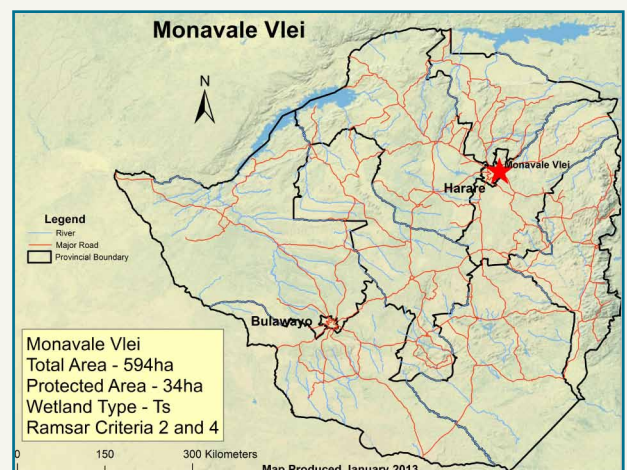 Monavale Vlei
N
Monavale Vlei
Harare
Legend
River
Major Road
Provincial Boundary
Bulawayo
Monavale Vlei
Total Area - 594ha
Protected Area - 34ha
Wetland Type - Ts
Ramsar Criteria 2 and 4
0 150 300 Kilometers
Map Produced January 2013